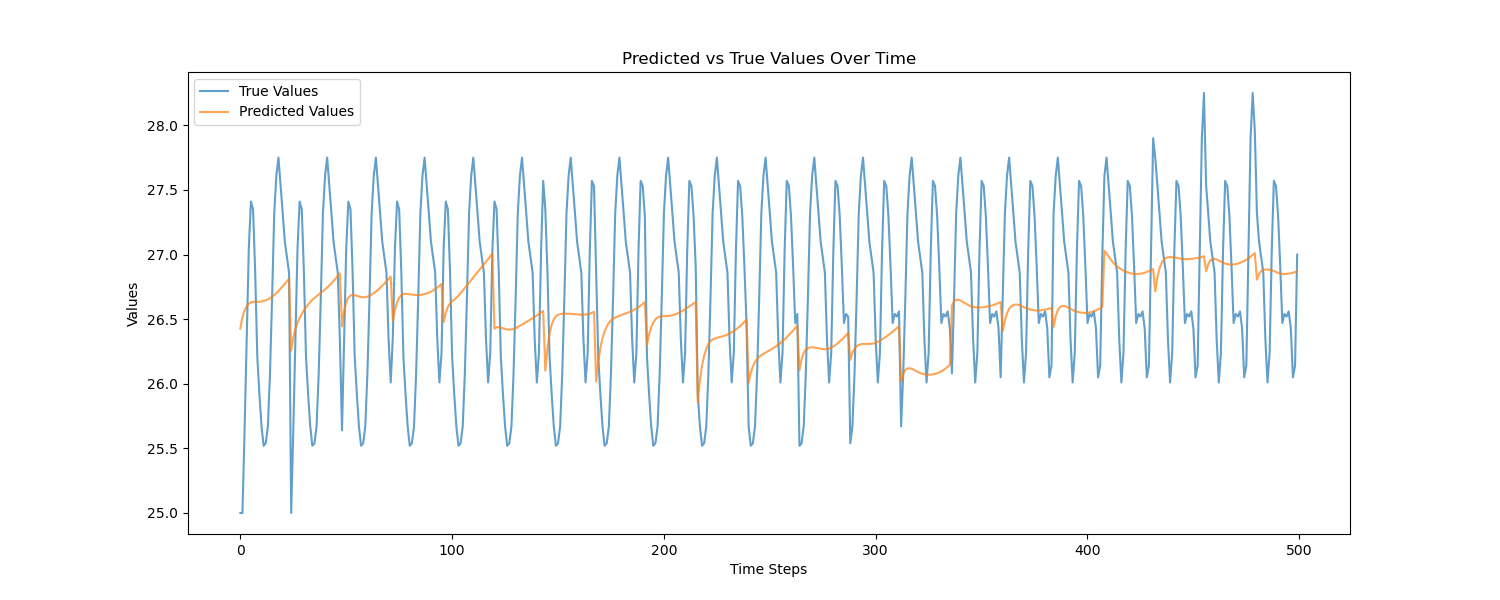 Predicted vs True Values Over Time
True Values
Predicted Values
28.0
27.5
27.0
26.5
26.0
25.5
25.0
Values
0
100
200
300
400
500
Time Steps